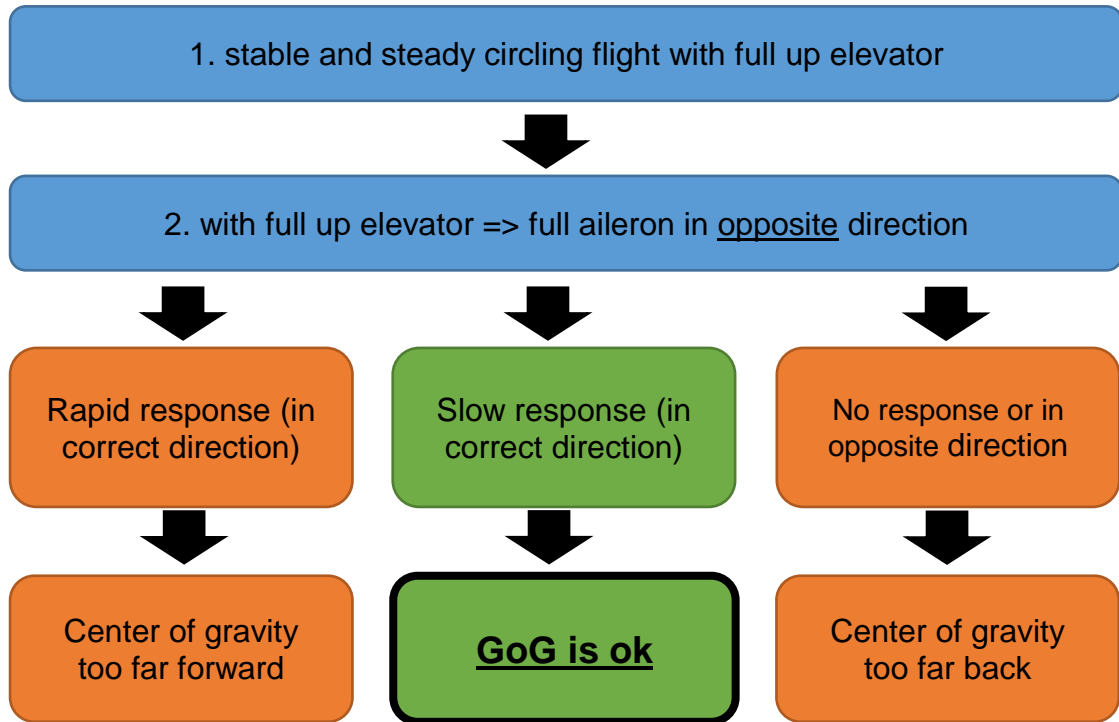 1. stable and steady circling flight with full up elevator
2. with full up elevator => full aileron in opposite direction
Rapid response (in
correct direction)
Slow response (in
correct direction)
No response or in
opposite direction
Center of gravity
too far forward
GoG is ok
Center of gravity
too far back